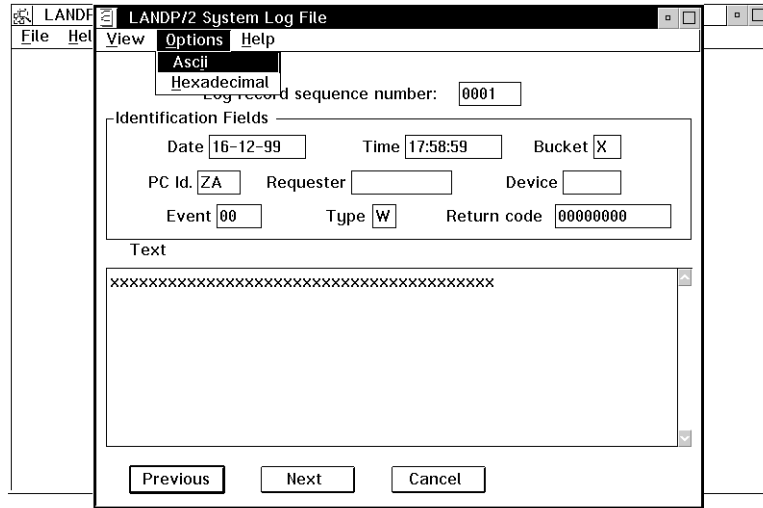 LANDP
File Hel
LANDP/2 System Log File
View Options Help
Ascii
Hexadecimal
Log record sequence number: 0001
Identification Fields
Date 16-12-99 Time 17:58:59 Bucket X
PC Id. ZA Requester Device
Event 00 Type W Return code 00000000
Text
xxxxxxxxxxxxxxxxxxxxxxxxxxxxxxxxxxxxxxxx
Previous Next Cancel